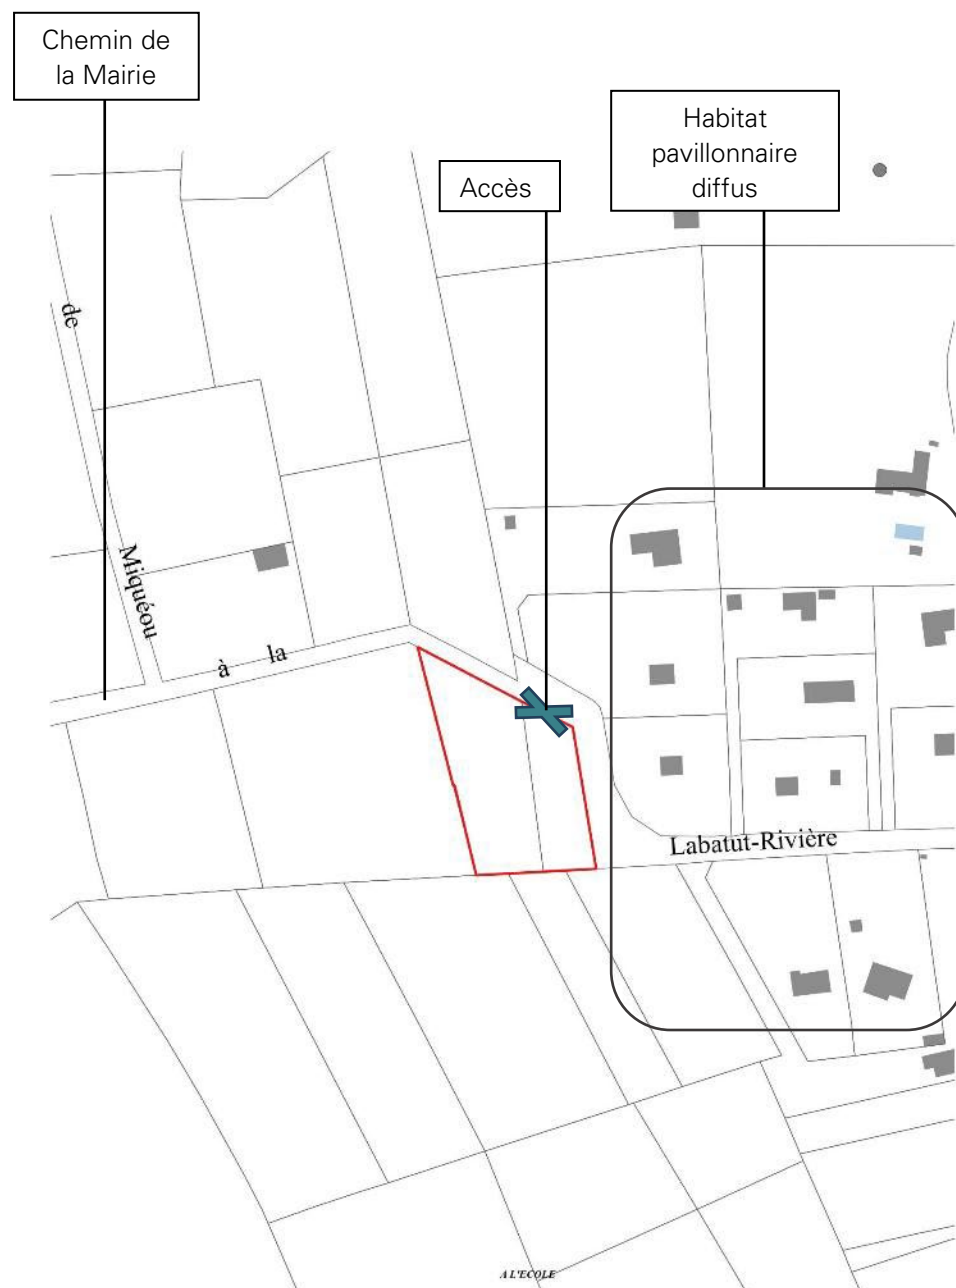 Chemin de
la Mairie
Habitat
pavillonnaire
diffus
Accès
de
Miquéou
à la
Labatut-Rivière
A L'ECOLE